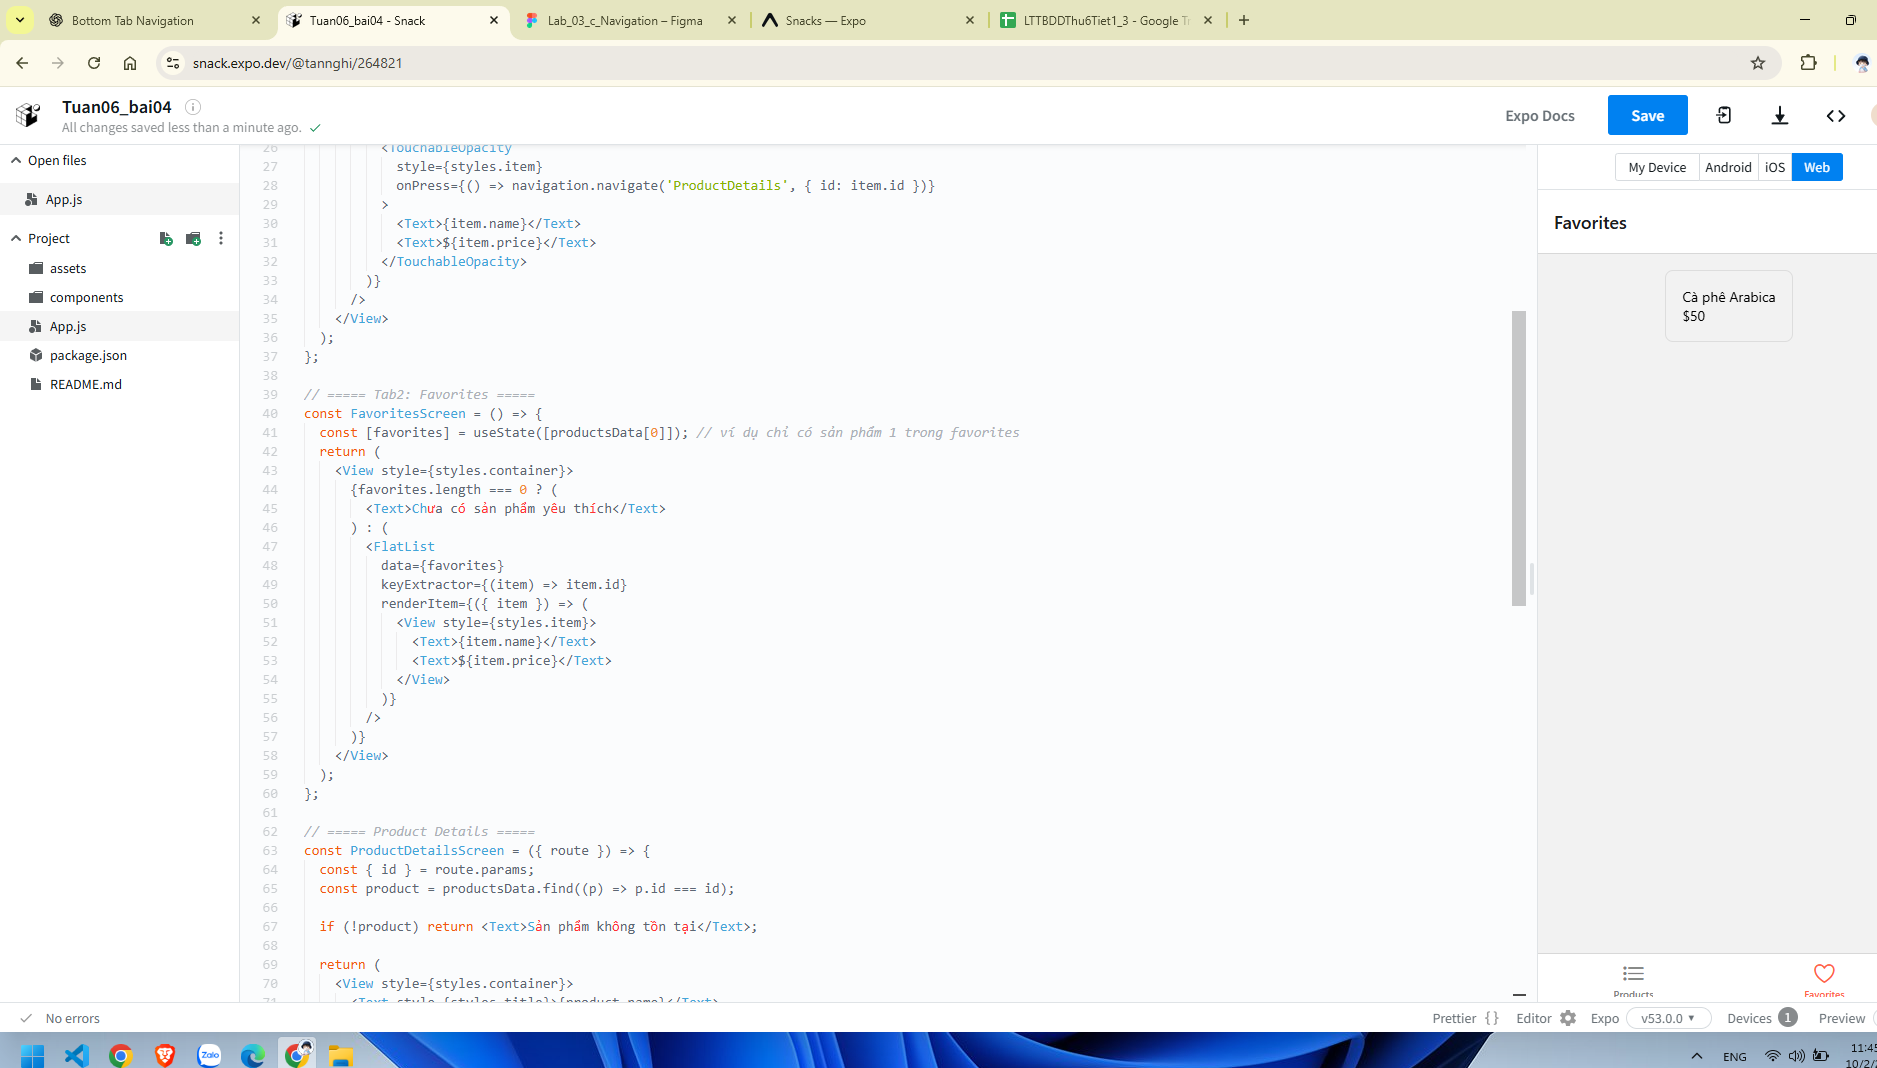 Bottom Tab Navigation
Tuan06_bai04 - Snack
Lab_03_c_Navigation – Figma
Snacks — Expo
LTTBDDThu6Tiet1_3 - Google Tr
snack.expo.dev/@tannghi/264821
Tuan06_bai04
All changes saved less than a minute ago.
Expo Docs
Save
Open files
App.js
Project
assets
components
App.js
package.json
README.md
26 <TouchableOpacity
27 style={styles.item}
28 onPress={() => navigation.navigate('ProductDetails', { id: item.id })}
29 >
30 <Text>{item.name}</Text>
31 <Text>${item.price}</Text>
32 </TouchableOpacity>
33 )}
34 />
35 </View>
36 );
37 };
38
39 // ===== Tab2: Favorites =====
40 const FavoritesScreen = () => {
41 const [favorites] = useState([productsData[0]]); // ví dụ chỉ có sản phẩm 1 trong favorites
42 return (
43 <View style={styles.container}>
44 {favorites.length === 0 ? (
45 <Text>Chưa có sản phẩm yêu thích</Text>
46 ) : (
47 <FlatList
48 data={favorites}
49 keyExtractor={(item) => item.id}
50 renderItem={({ item }) => (
51 <View style={styles.item}>
52 <Text>{item.name}</Text>
53 <Text>${item.price}</Text>
54 </View>
55 )}
56 />
57 )}
58 </View>
59 );
60 };
61
62 // ===== Product Details =====
63 const ProductDetailsScreen = ({ route }) => {
64 const { id } = route.params;
65 const product = productsData.find((p) => p.id === id);
66
67 if (!product) return <Text>Sản phẩm không tồn tại</Text>;
68
69 return (
70 <View style={styles.container}>
71 <Text style={styles.title}>{product.name}</Text>
My Device
Android
iOS
Web
Favorites
Cà phê Arabica
$50
Products
Favorites
No errors
Prettier { }
Editor
Expo
v53.0.0
Devices 1
Preview
Zalo
ENG
11:45
10/2/